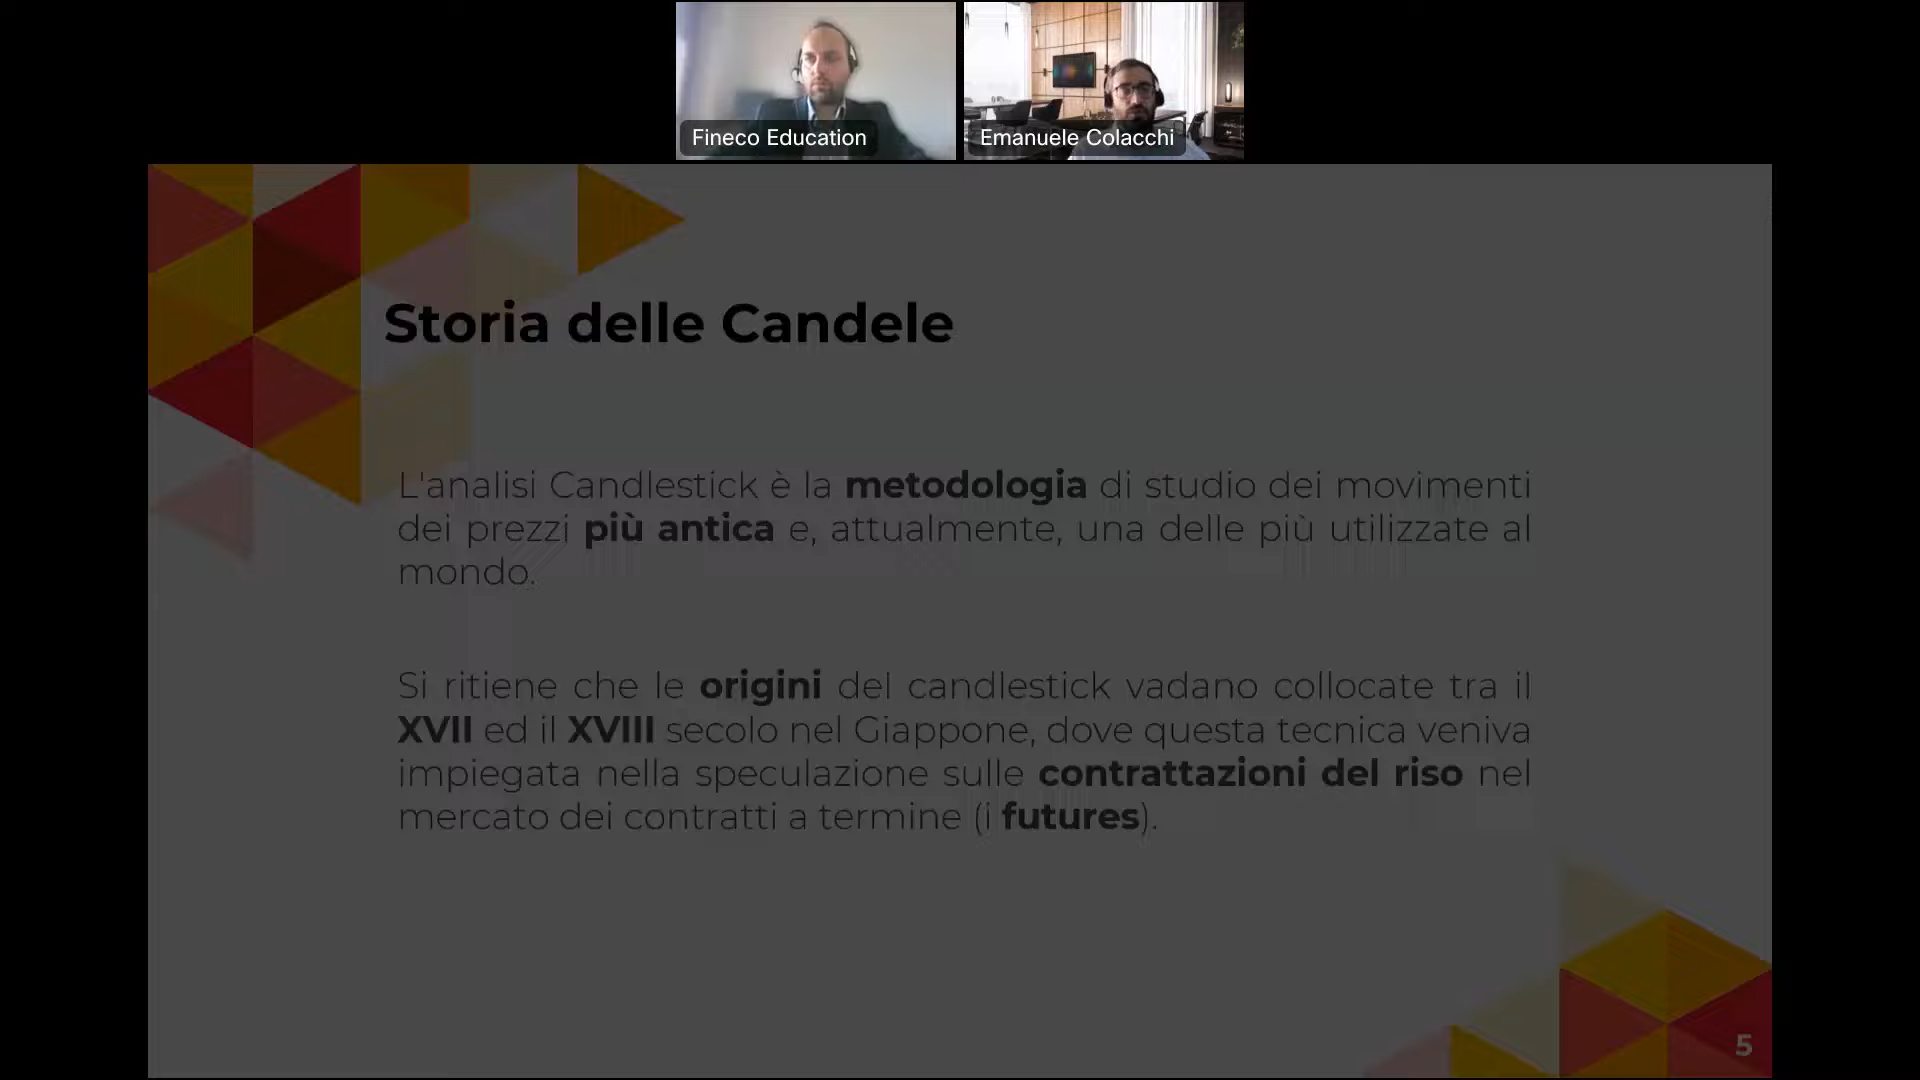 Fineco Education
Emanuele Colacchi
Storia delle Candele
L'analisi Candlestick è la metodologia di studio dei movimenti
dei prezzi più antica e, attualmente, una delle più utilizzate al
mondo.
Si ritiene che le origini del candlestick vadano collocate tra il
XVII ed il XVIII secolo nel Giappone, dove questa tecnica veniva
impiegata nella speculazione sulle contrattazioni del riso nel
mercato dei contratti a termine (i futures).
5